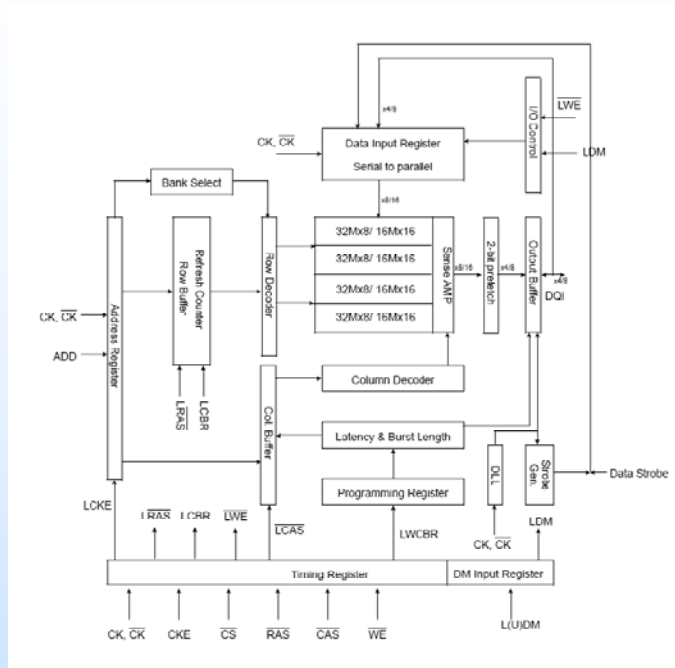 LWE
I/O Control
LDM
x4/8
x4/8
CK, CK
Data Input Register
Serial to parallel
x8/16
Bank Select
Address Register
Refresh Counter
Row Buffer
Row Decoder
32Mx8/ 16Mx16
32Mx8/ 16Mx16
32Mx8/ 16Mx16
32Mx8/ 16Mx16
Sense AMP
x8/16
2-bit prefetch
x4/8
Output Buffer
x4/8
DQi
CK, CK
ADD
LRAS
LCBR
Col. Buffer
Column Decoder
Latency & Burst Length
Programming Register
DLL
Strobe
Gen.
Data Strobe
CK, CK
LDM
LCKE
LRAS
LCBR
LWE
LCAS
LWCBR
Timing Register
DM Input Register
CK, CK
CKE
CS
RAS
CAS
WE
L(U)DM